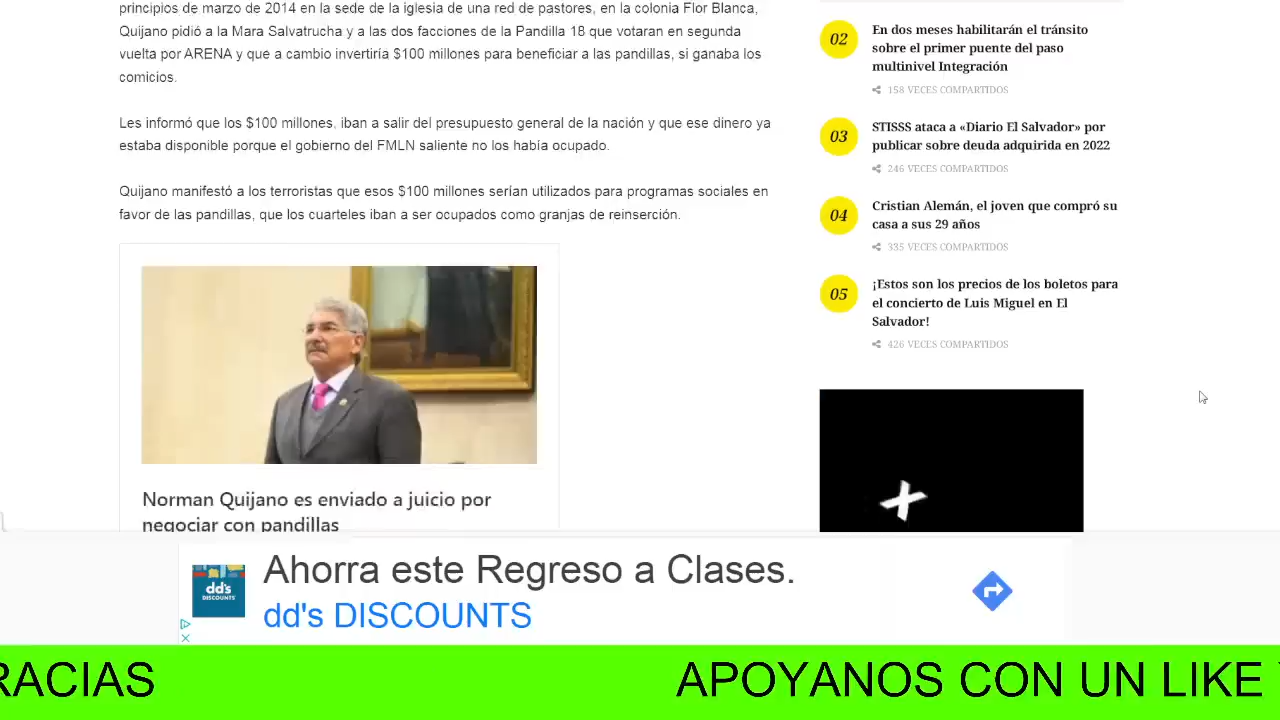 principios de marzo de 2014 en la sede de la iglesia de una red de pastores, en la colonia Flor Blanca,
Quijano pidió a la Mara Salvatrucha y a las dos facciones de la Pandilla 18 que votaran en segunda
vuelta por ARENA y que a cambio invertiría $100 millones para beneficiar a las pandillas, si ganaba los
comicios.
Les informó que los $100 millones, iban a salir del presupuesto general de la nación y que ese dinero ya
estaba disponible porque el gobierno del FMLN saliente no los había ocupado.
Quijano manifestó a los terroristas que esos $100 millones serían utilizados para programas sociales en
favor de las pandillas, que los cuarteles iban a ser ocupados como granjas de reinserción.
Norman Quijano es enviado a juicio por
negociar con pandillas
02
En dos meses habilitarán el tránsito
sobre el primer puente del paso
multinivel Integración
158 VECES COMPARTIDOS
03
STISSS ataca a «Diario El Salvador» por
publicar sobre deuda adquirida en 2022
246 VECES COMPARTIDOS
04
Cristian Alemán, el joven que compró su
casa a sus 29 años
335 VECES COMPARTIDOS
05
¡Estos son los precios de los boletos para
el concierto de Luis Miguel en El
Salvador!
426 VECES COMPARTIDOS
dd's
DISCOUNTS
Ahorra este Regreso a Clases.
dd's DISCOUNTS
RACIAS APOYANOS CON UN LIKE Y